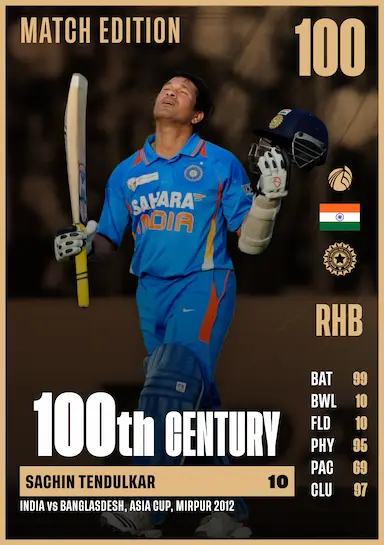 MATCH EDITION
100
SAHARA
INDIA
RHB
BAT 99
BWL 10
FLD 10
PHY 95
PAC 69
CLU 97
100th CENTURY
SACHIN TENDULKAR 10
INDIA vs BANGLASDESH, ASIA CUP, MIRPUR 2012